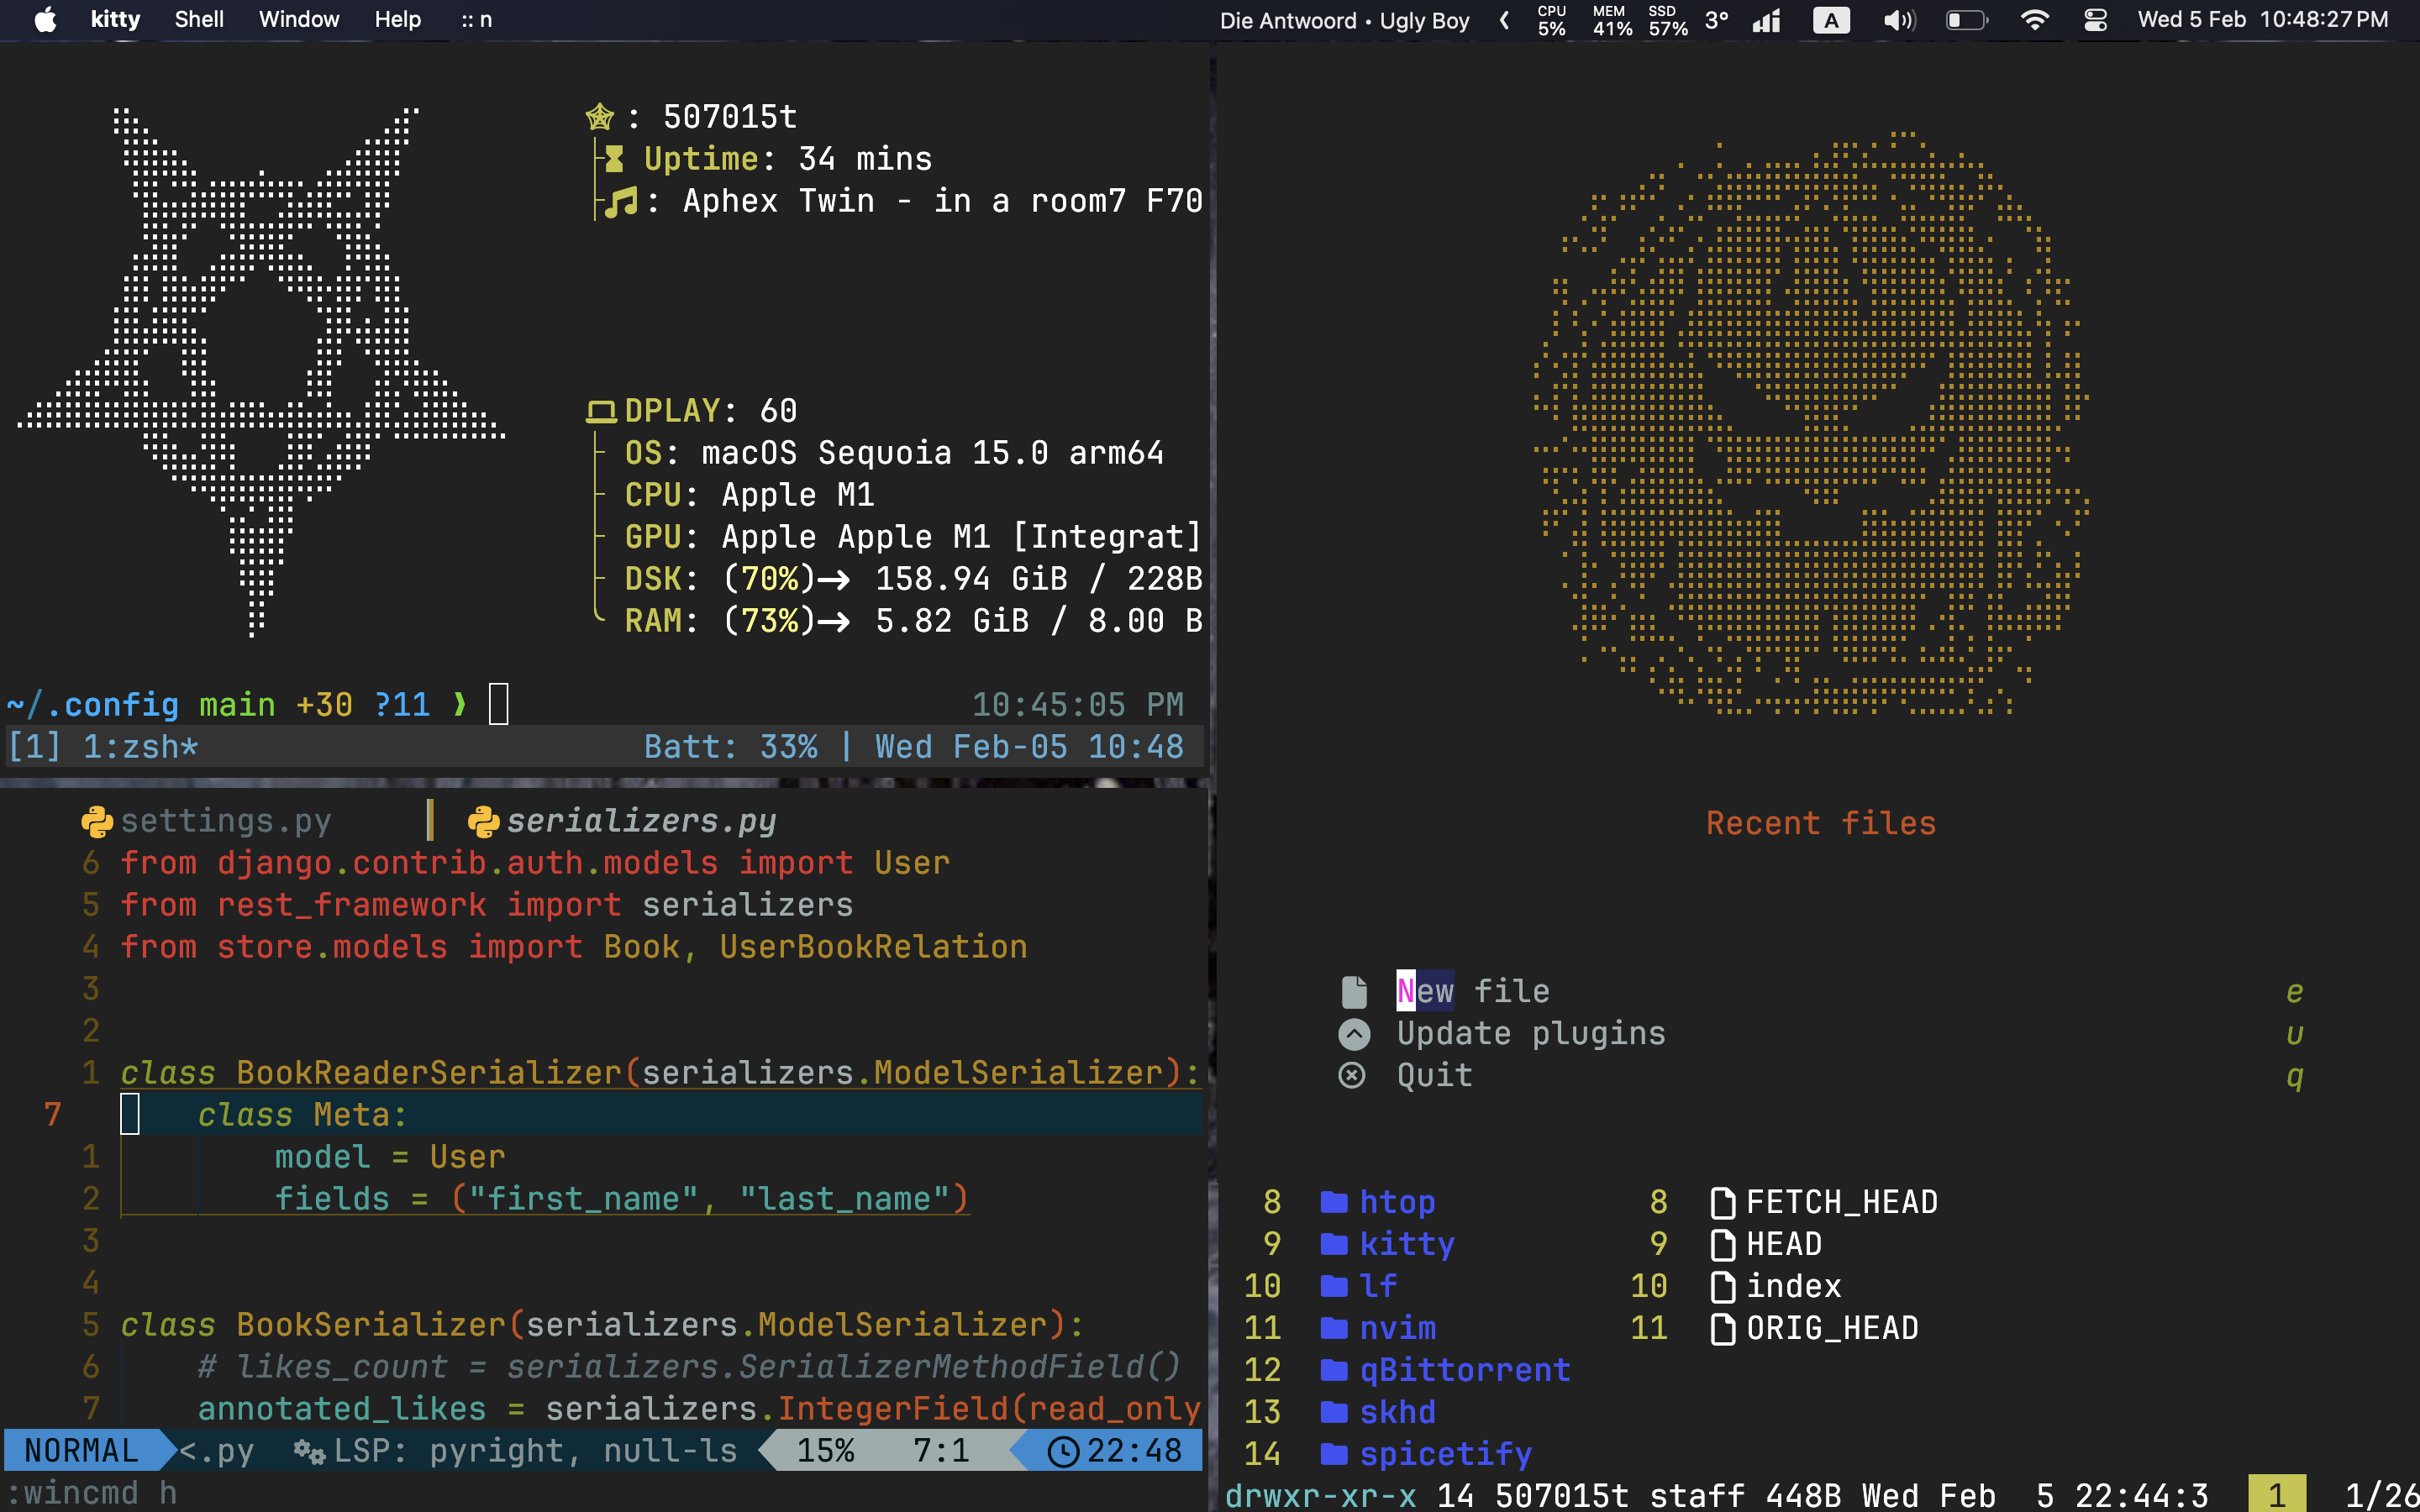 kitty Shell Window Help :: n
Die Antwoord • Ugly Boy CPU 5% MEM 41% SSD 57% 3° A Wed 5 Feb 10:48:27 PM
: 507015t
Uptime: 34 mins
: Aphex Twin - in a room7 F70
DPLAY: 60
OS: macOS Sequoia 15.0 arm64
CPU: Apple M1
GPU: Apple Apple M1 [Integrat]
DSK: (70%)→ 158.94 GiB / 228B
RAM: (73%)→ 5.82 GiB / 8.00 B
~/.config main +30 ?11 ❱ 10:45:05 PM
[1] 1:zsh* Batt: 33% | Wed Feb-05 10:48
settings.py serializers.py
6 from django.contrib.auth.models import User
5 from rest_framework import serializers
4 from store.models import Book, UserBookRelation
3
2
1 class BookReaderSerializer(serializers.ModelSerializer):
7 class Meta:
1 model = User
2 fields = ("first_name", "last_name")
3
4
5 class BookSerializer(serializers.ModelSerializer):
6 # likes_count = serializers.SerializerMethodField()
7 annotated_likes = serializers.IntegerField(read_only
NORMAL <.py LSP: pyright, null-ls 15% 7:1 22:48
:wincmd h
Recent files
New file e
Update plugins u
Quit q
8 htop 8 FETCH_HEAD
9 kitty 9 HEAD
10 lf 10 index
11 nvim 11 ORIG_HEAD
12 qBittorrent
13 skhd
14 spicetify
drwxr-xr-x 14 507015t staff 448B Wed Feb 5 22:44:3 1 1/26